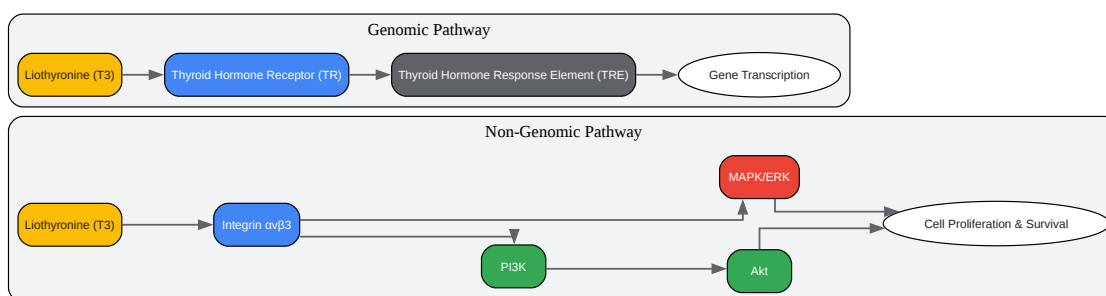 Genomic Pathway
Liothyronine (T3)
Thyroid Hormone Receptor (TR)
Thyroid Hormone Response Element (TRE)
Gene Transcription
Non-Genomic Pathway
MAPK/ERK
Liothyronine (T3)
Integrin αvβ3
Cell Proliferation & Survival
PI3K
Akt